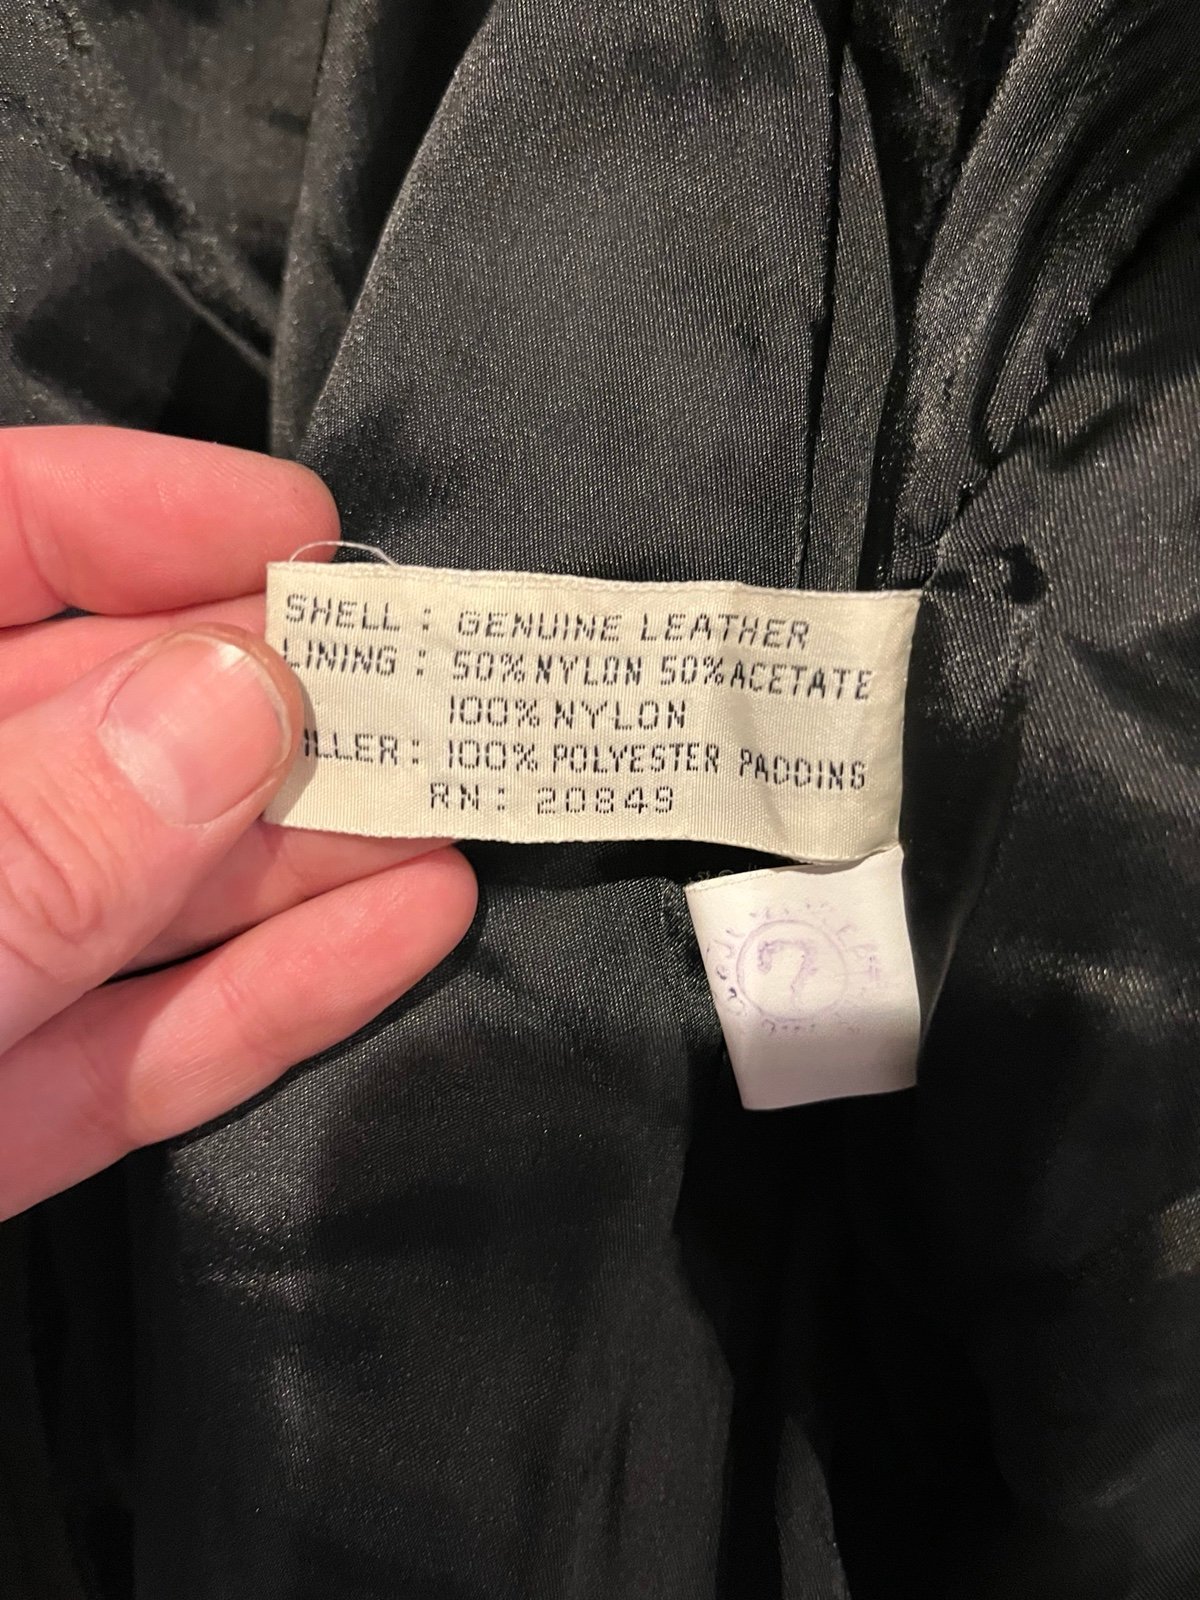 SHELL : GENUINE LEATHER
LINING : 50% NYLON 50% ACETATE
100% NYLON
ILLER : 100% POLYESTER PADDING
RN : 20849
?